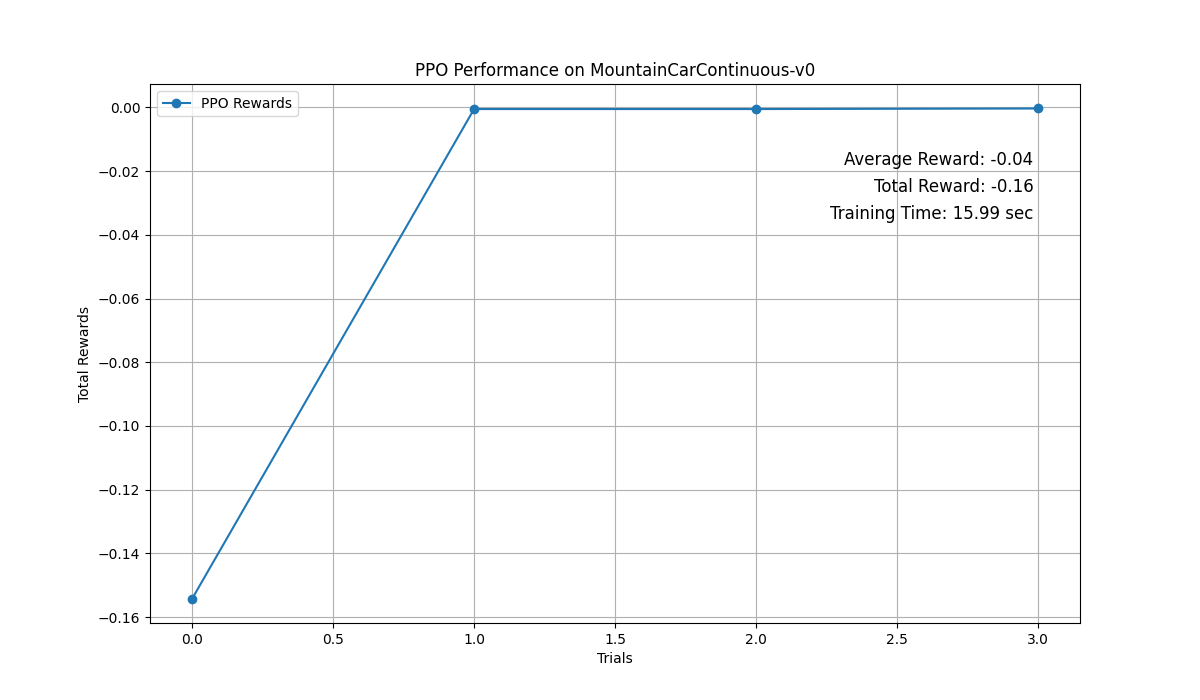 PPO Performance on MountainCarContinuous-v0
PPO Rewards
Average Reward: -0.04
Total Reward: -0.16
Training Time: 15.99 sec
Total Rewards
0.00
−0.02
−0.04
−0.06
−0.08
−0.10
−0.12
−0.14
−0.16
0.0 0.5 1.0 1.5 2.0 2.5 3.0
Trials